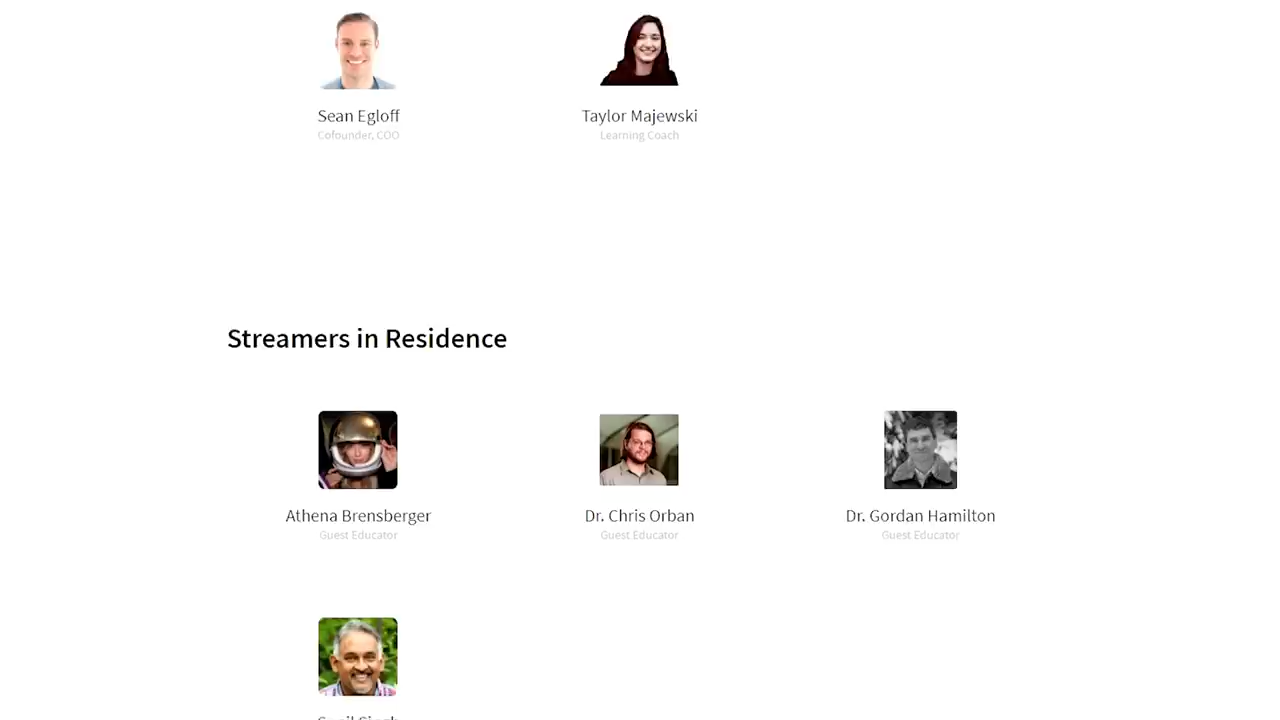 Sean Egloff
Taylor Majewski
Cofounder, COO
Learning Coach
Streamers in Residence
Athena Brensberger
Dr. Chris Orban
Dr. Gordan Hamilton
Guest Educator
Guest Educator
Guest Educator